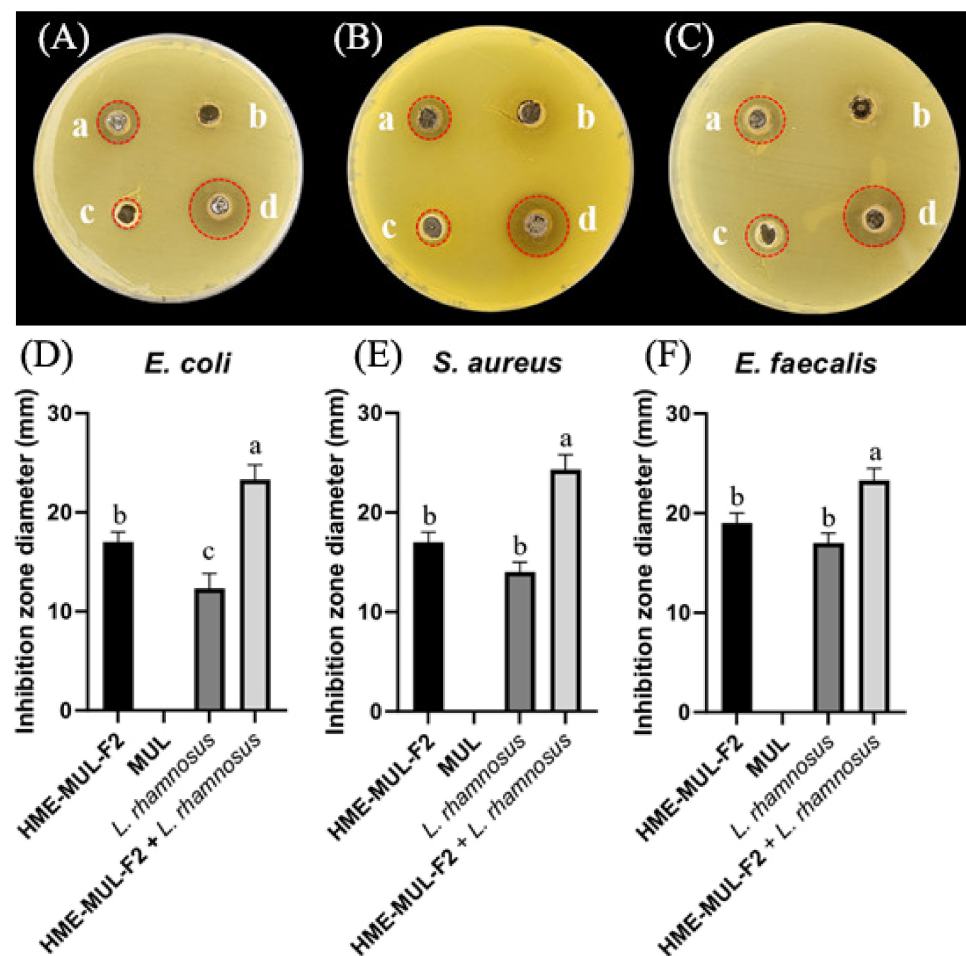 (A) (B) (C)
a b a b a b
c d c d c d
(D) E. coli (E) S. aureus (F) E. faecalis
Inhibition zone diameter (mm)
30
20
10
0
b c a
HME-MUL-F2
MUL
L. rhamnosus
HME-MUL-F2 + L. rhamnosus
Inhibition zone diameter (mm)
30
20
10
0
b b a
HME-MUL-F2
MUL
L. rhamnosus
HME-MUL-F2 + L. rhamnosus
Inhibition zone diameter (mm)
30
20
10
0
b b a
HME-MUL-F2
MUL
L. rhamnosus
HME-MUL-F2 + L. rhamnosus